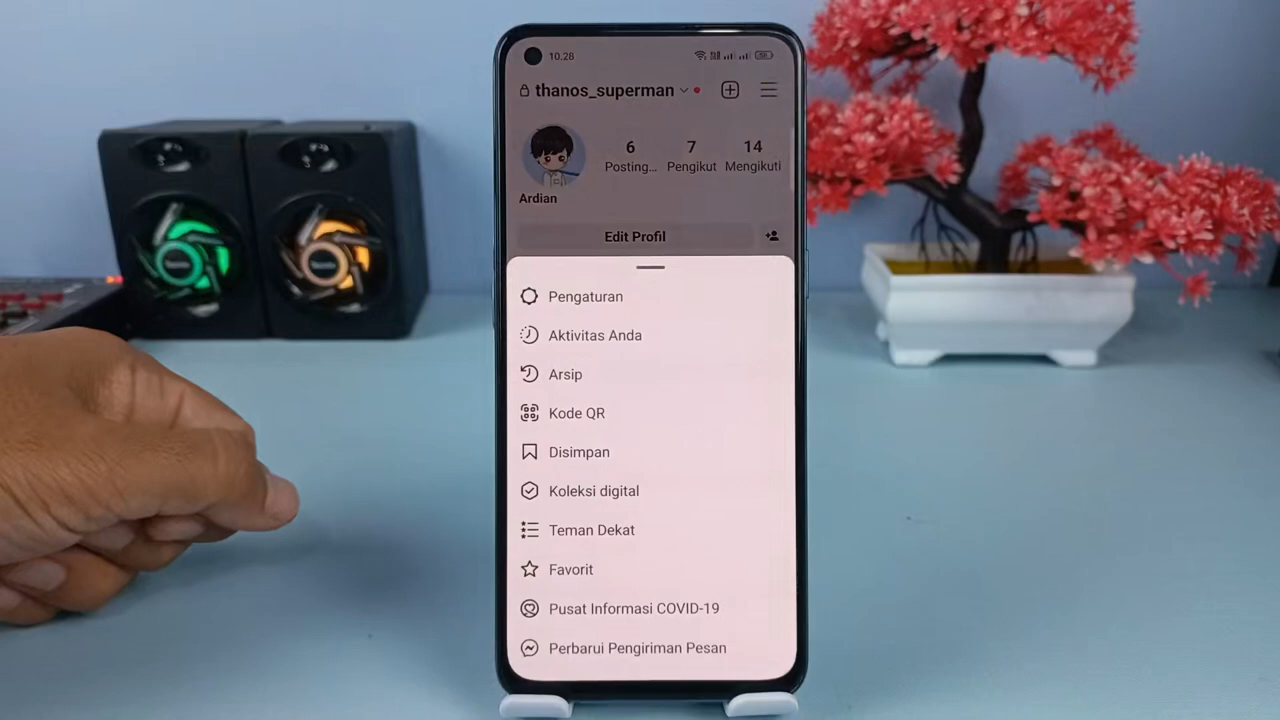 10.28
thanos_superman
6 7 14
Posting... Pengikut Mengikuti
Ardian
Edit Profil
Pengaturan
Aktivitas Anda
Arsip
Kode QR
Disimpan
Koleksi digital
Teman Dekat
Favorit
Pusat Informasi COVID-19
Perbarui Pengiriman Pesan